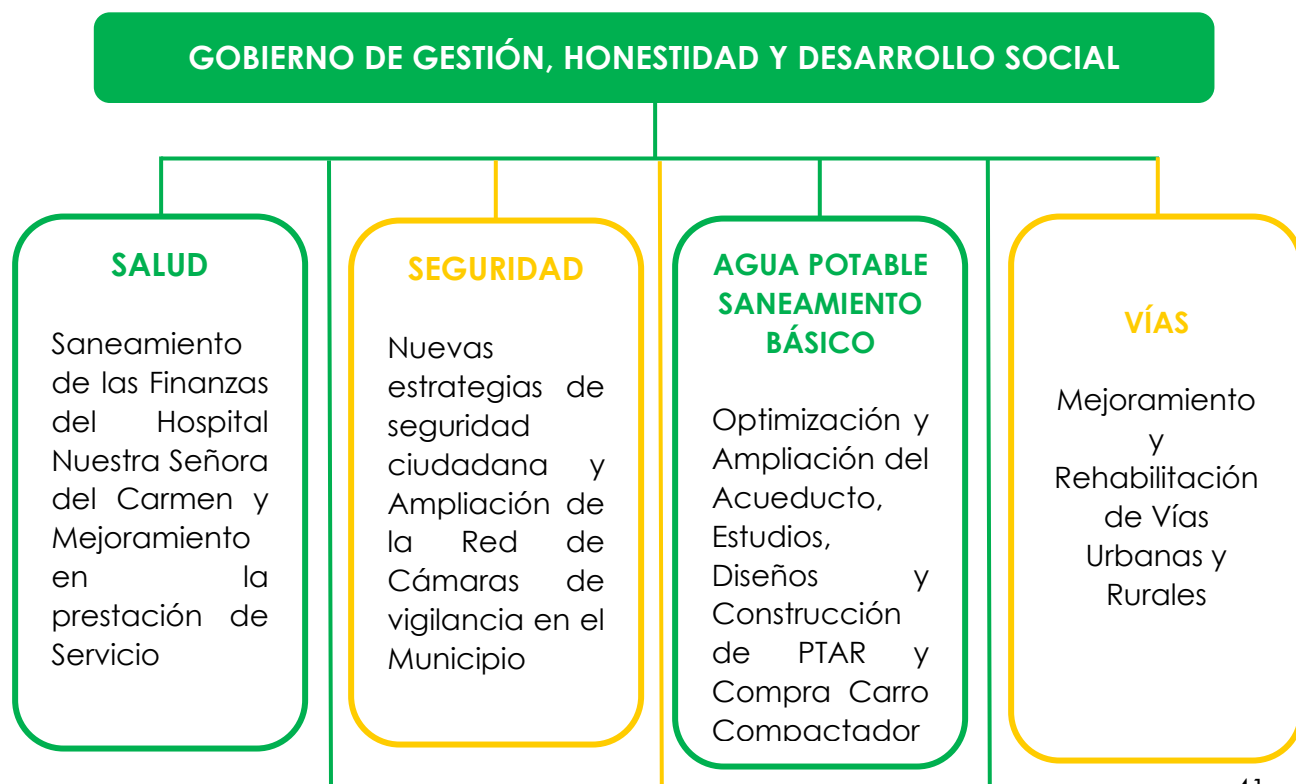 GOBIERNO DE GESTIÓN, HONESTIDAD Y DESARROLLO SOCIAL
SALUD
Saneamiento
de las Finanzas
del Hospital
Nuestra Señora
del Carmen y
Mejoramiento
en la
prestación de
Servicio
SEGURIDAD
Nuevas
estrategias de
seguridad
ciudadana y
Ampliación de
la Red de
Cámaras de
vigilancia en el
Municipio
AGUA POTABLE
SANEAMIENTO
BÁSICO
Optimización y
Ampliación del
Acueducto,
Estudios,
Diseños y
Construcción
de PTAR y
Compra Carro
Compactador
VÍAS
Mejoramiento
y
Rehabilitación
de Vías
Urbanas y
Rurales
41